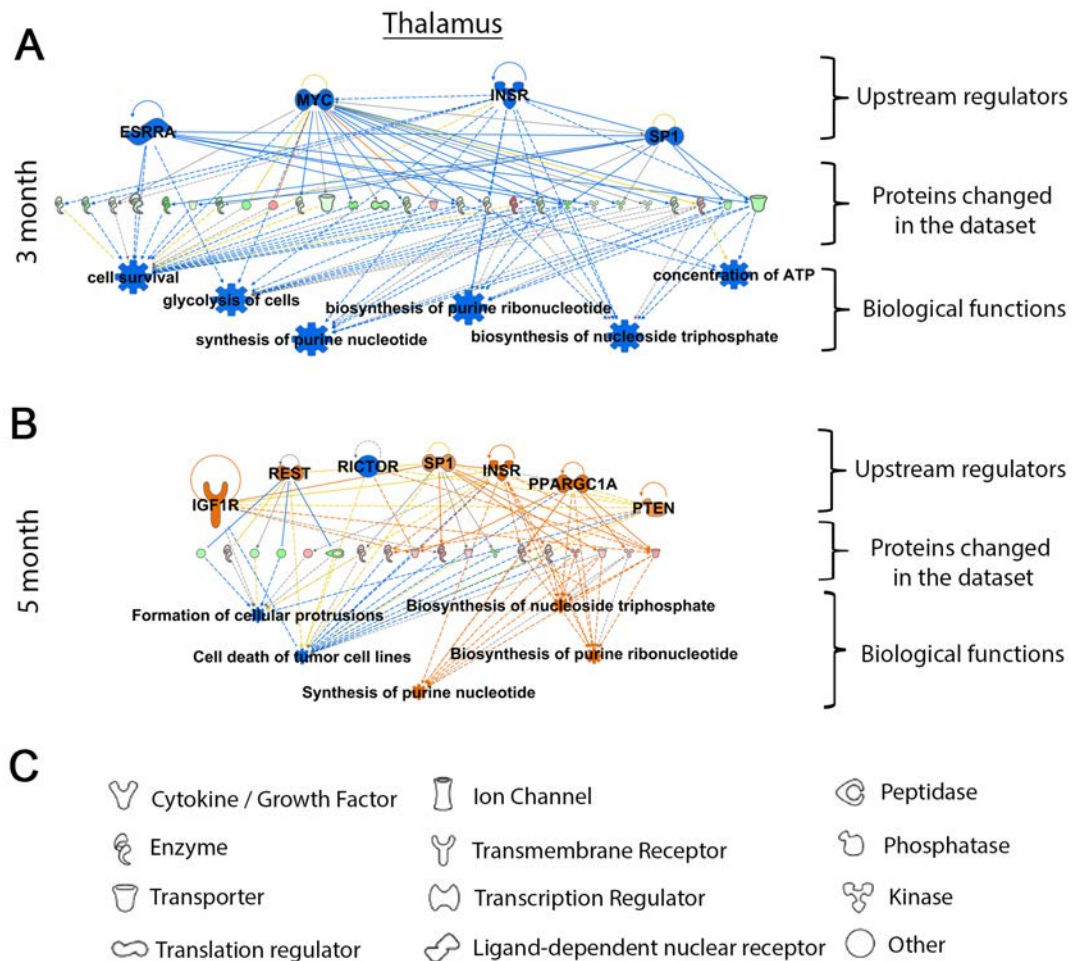 Thalamus
A
MYC
INSR
ESRRA
SP1
Upstream regulators
3 month
Proteins changed
in the dataset
cell survival
glycolysis of cells
concentration of ATP
biosynthesis of purine ribonucleotide
synthesis of purine nucleotide
biosynthesis of nucleoside triphosphate
Biological functions
B
IGF1R
REST
RICTOR
SP1
INSR
PPARGC1A
PTEN
Upstream regulators
5 month
Proteins changed
in the dataset
Formation of cellular protrusions
Biosynthesis of nucleoside triphosphate
Cell death of tumor cell lines
Biosynthesis of purine ribonucleotide
Synthesis of purine nucleotide
Biological functions
C
Cytokine / Growth Factor
Ion Channel
Peptidase
Enzyme
Transmembrane Receptor
Phosphatase
Transporter
Transcription Regulator
Kinase
Translation regulator
Ligand-dependent nuclear receptor
Other